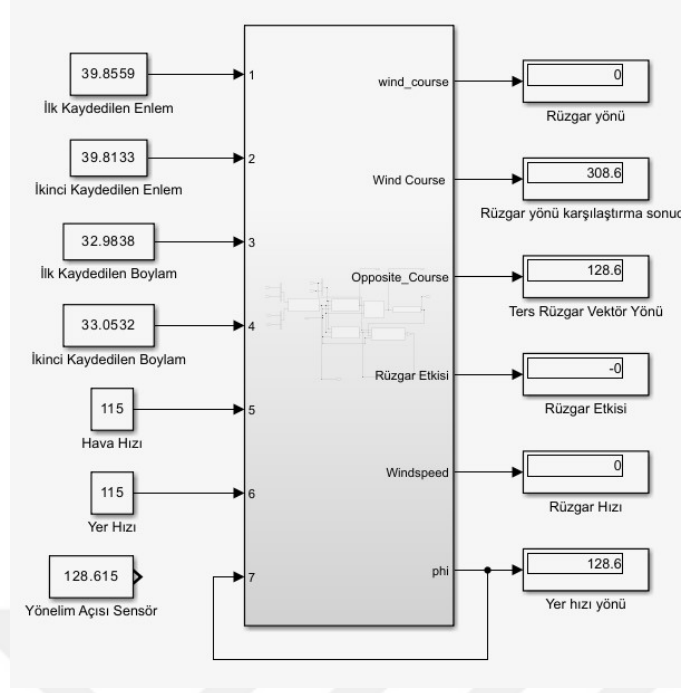 39.8559
İlk Kaydedilen Enlem
39.8133
İkinci Kaydedilen Enlem
32.9838
İlk Kaydedilen Boylam
33.0532
İkinci Kaydedilen Boylam
115
Hava Hızı
115
Yer Hızı
128.615
Yönelim Açısı Sensör
1
2
3
4
5
6
7
wind_course
Wind Course
Opposite_Course
Rüzgar Etkisi
Windspeed
phi
0
Rüzgar yönü
308.6
Rüzgar yönü karşılaştırma sonuc
128.6
Ters Rüzgar Vektör Yönü
-0
Rüzgar Etkisi
0
Rüzgar Hızı
128.6
Yer hızı yönü